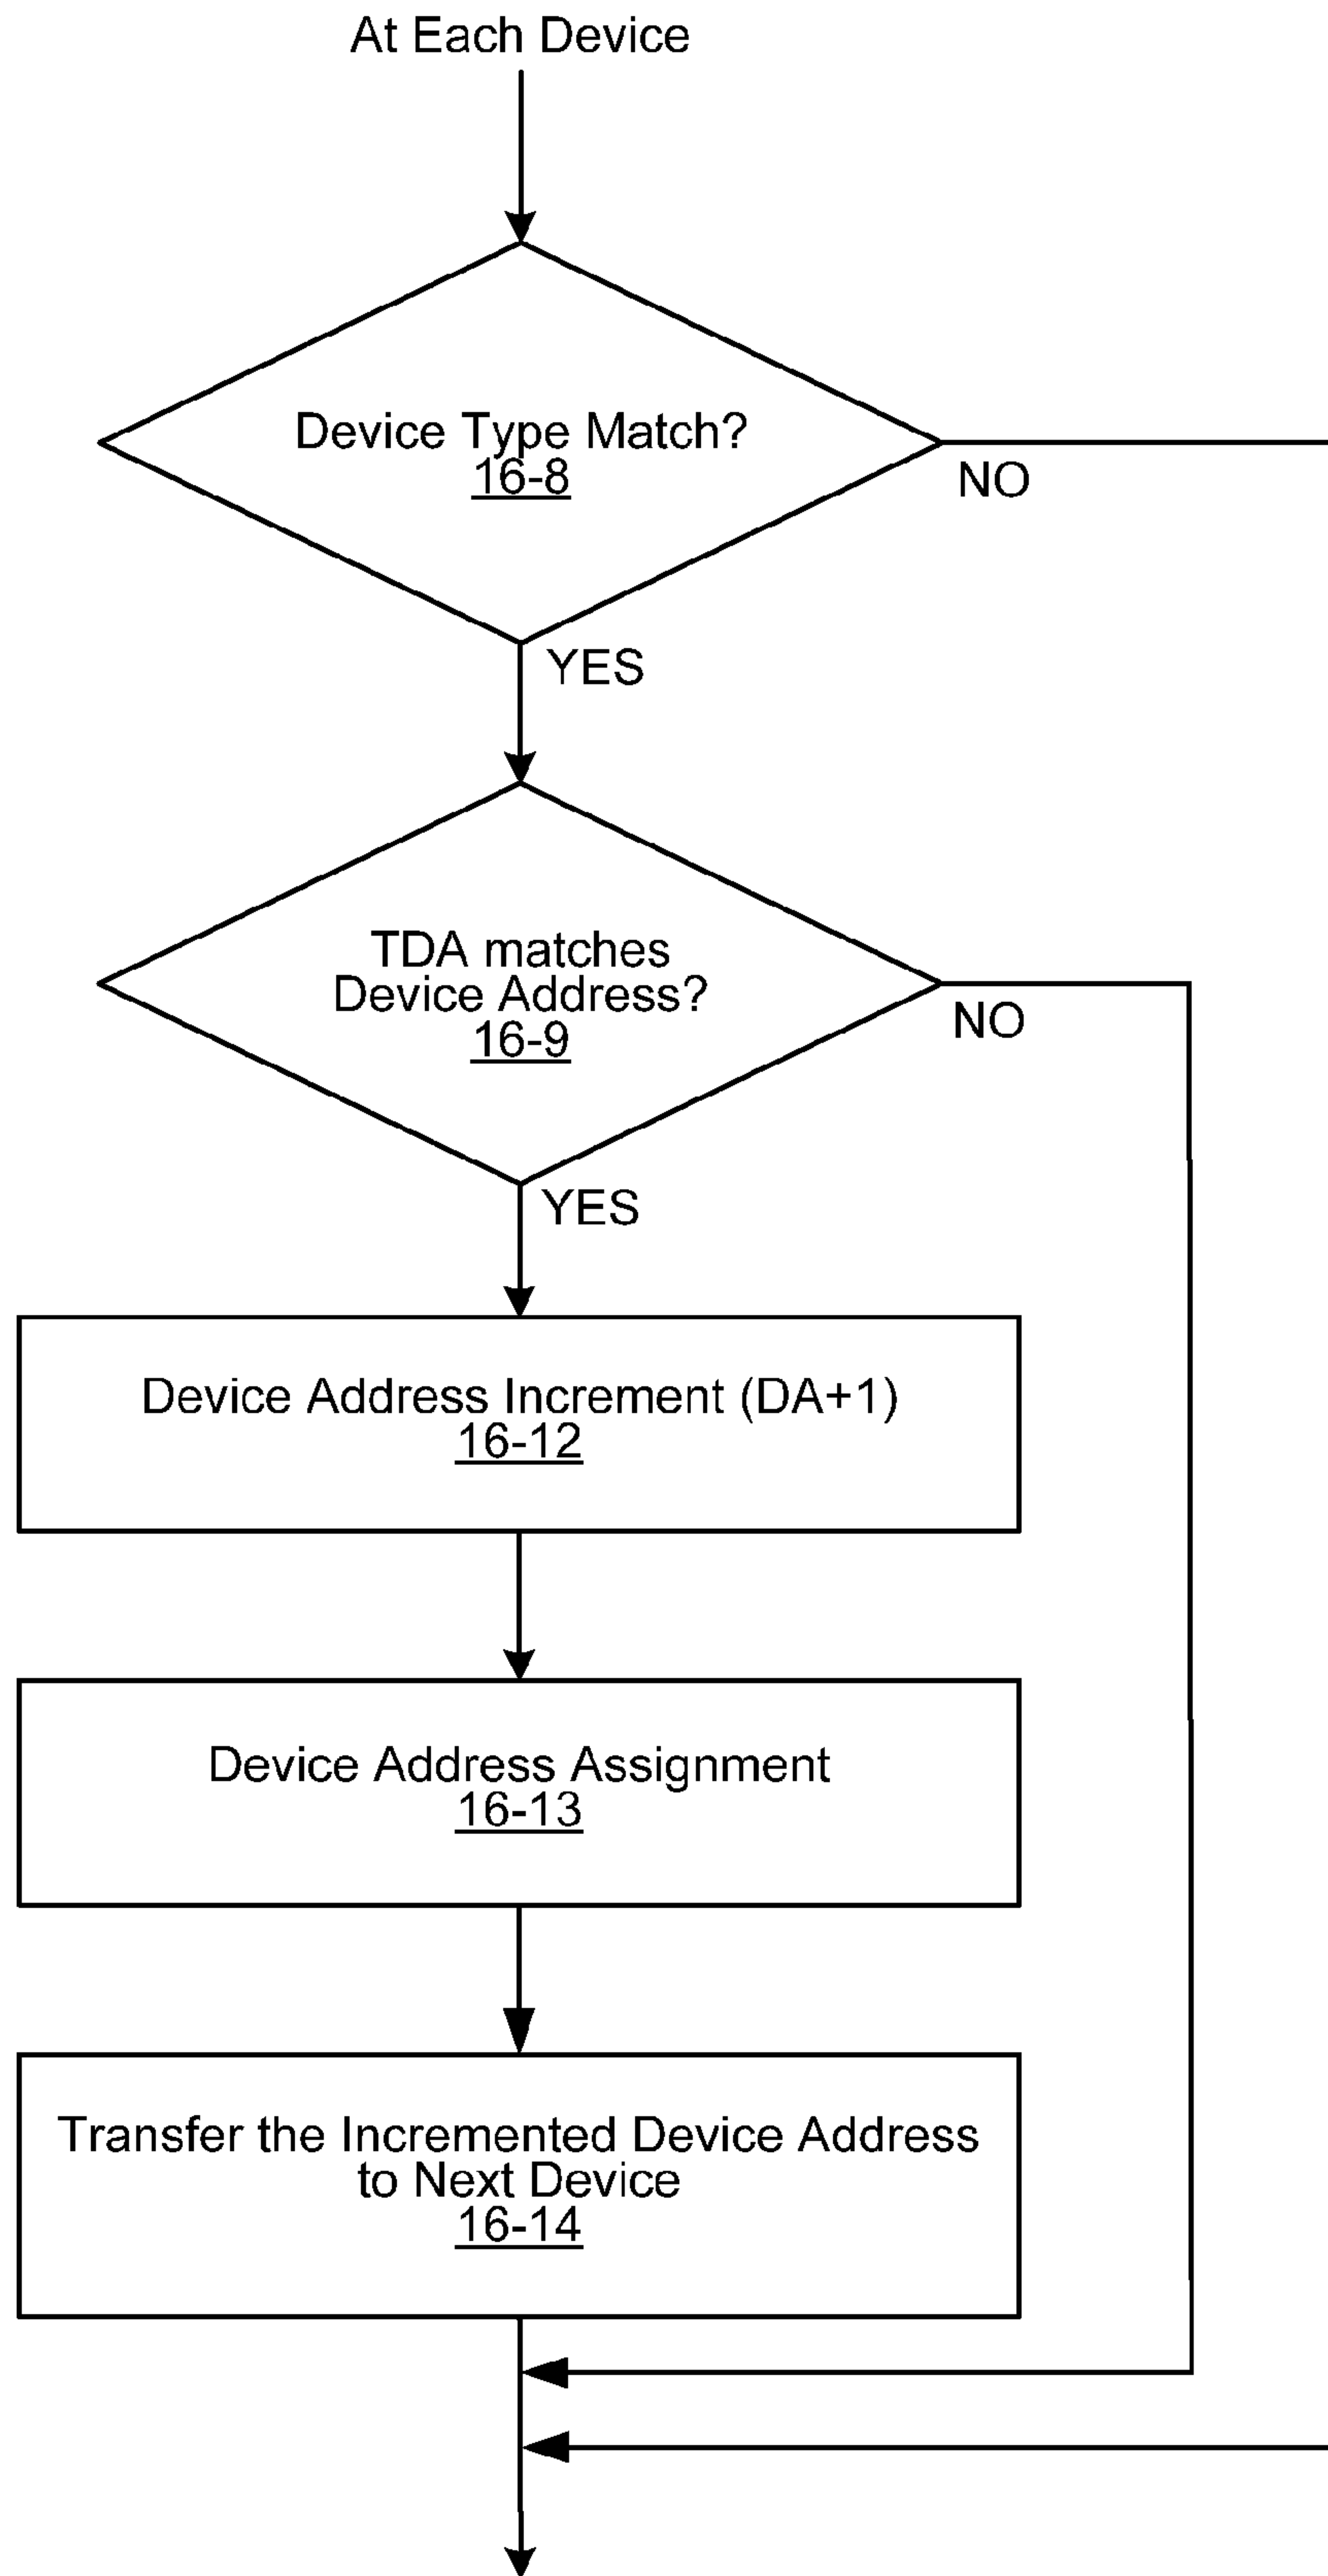 At Each Device
Device Type Match?
16-8
NO
YES
TDA matches
Device Address?
16-9
NO
YES
Device Address Increment (DA+1)
16-12
Device Address Assignment
16-13
Transfer the Incremented Device Address
to Next Device
16-14